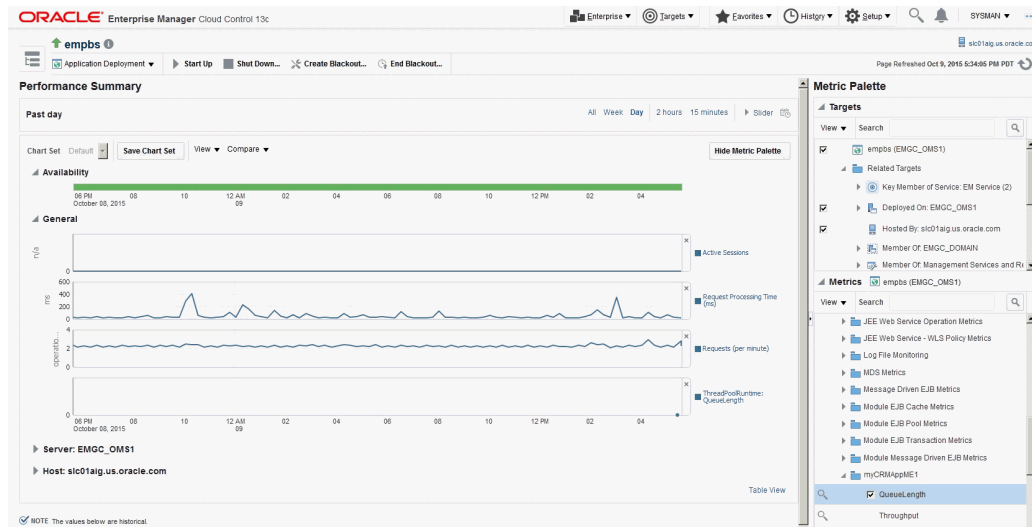 ORACLE Enterprise Manager Cloud Control 13c
Enterprise Targets Favorites History Setup SYSMAN
empbs
slc01aig.us.oracle.co
Application Deployment Start Up Shut Down... Create Blackout... End Blackout...
Page Refreshed Oct 9, 2015 5:34:05 PM PDT
Performance Summary
Past day
All Week Day 2 hours 15 minutes Slider
Chart Set Default Save Chart Set View Compare Hide Metric Palette
Availability
06 PM 08 10 12 AM 02 04 06 08 10 12 PM 02 04
October 08, 2015 09
General
n/a
0
Active Sessions
600
400
200
0
ms
Request Processing Time (ms)
4
2
0
operatio...
Requests (per minute)
0
ThreadPoolRuntime: QueueLength
06 PM 08 10 12 AM 02 04 06 08 10 12 PM 02 04
October 08, 2015 09
Server: EMGC_OMS1
Host: slc01aig.us.oracle.com
Table View
NOTE The values below are historical.
Metric Palette
Targets
View Search
empbs (EMGC_OMS1)
Related Targets
Key Member of Service: EM Service (2)
Deployed On: EMGC_OMS1
Hosted By: slc01aig.us.oracle.com
Member Of: EMGC_DOMAIN
Member Of: Management Services and Re
Metrics empbs (EMGC_OMS1)
View Search
JEE Web Service Operation Metrics
JEE Web Service - WLS Policy Metrics
Log File Monitoring
MDS Metrics
Message Driven EJB Metrics
Module EJB Cache Metrics
Module EJB Pool Metrics
Module EJB Transaction Metrics
Module Message Driven EJB Metrics
myCRMAppME1
QueueLength
Throughput